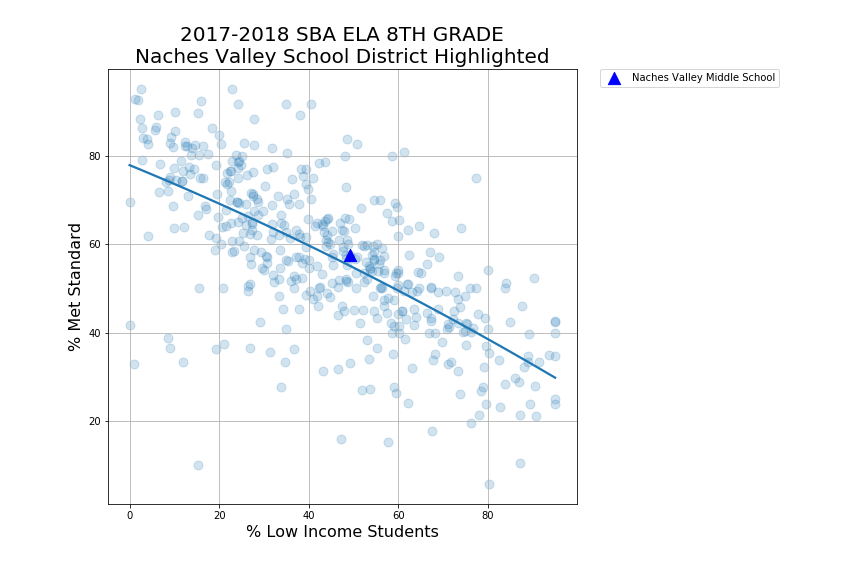 2017-2018 SBA ELA 8TH GRADE
Naches Valley School District Highlighted
Naches Valley Middle School
% Met Standard
80
60
40
20
0 20 40 60 80
% Low Income Students